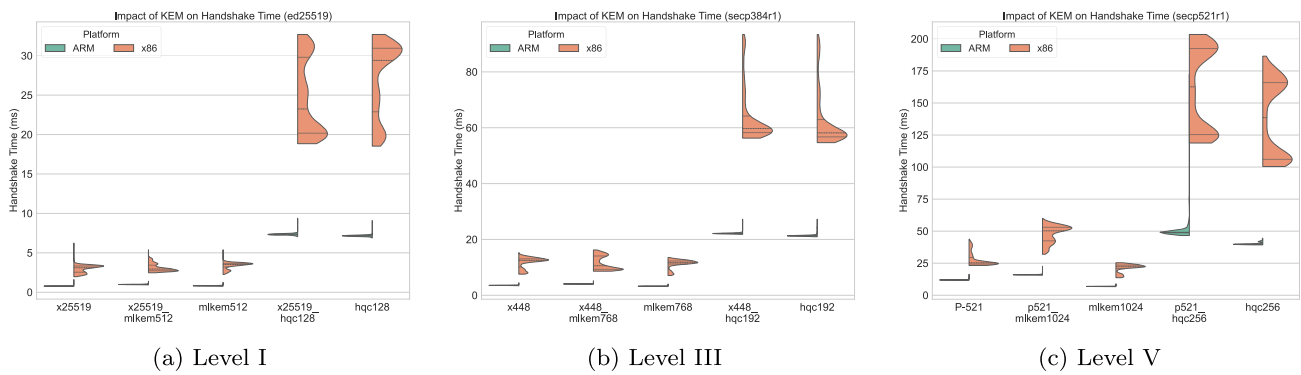 Impact of KEM on Handshake Time (ed25519)
Platform
ARM x86
Handshake Time (ms)
30
25
20
15
10
5
0
x25519 x25519_ mlkem512 x25519_ hqc128
mlkem512 hqc128
(a) Level I
Impact of KEM on Handshake Time (secp384r1)
Platform
ARM x86
Handshake Time (ms)
80
60
40
20
0
x448 x448_ mlkem768 x448_ hqc192
mlkem768 hqc192
(b) Level III
Impact of KEM on Handshake Time (secp521r1)
Platform
ARM x86
Handshake Time (ms)
200
175
150
125
100
75
50
25
0
P-521 p521_ mlkem1024 p521_ hqc256
mlkem1024 hqc256
(c) Level V